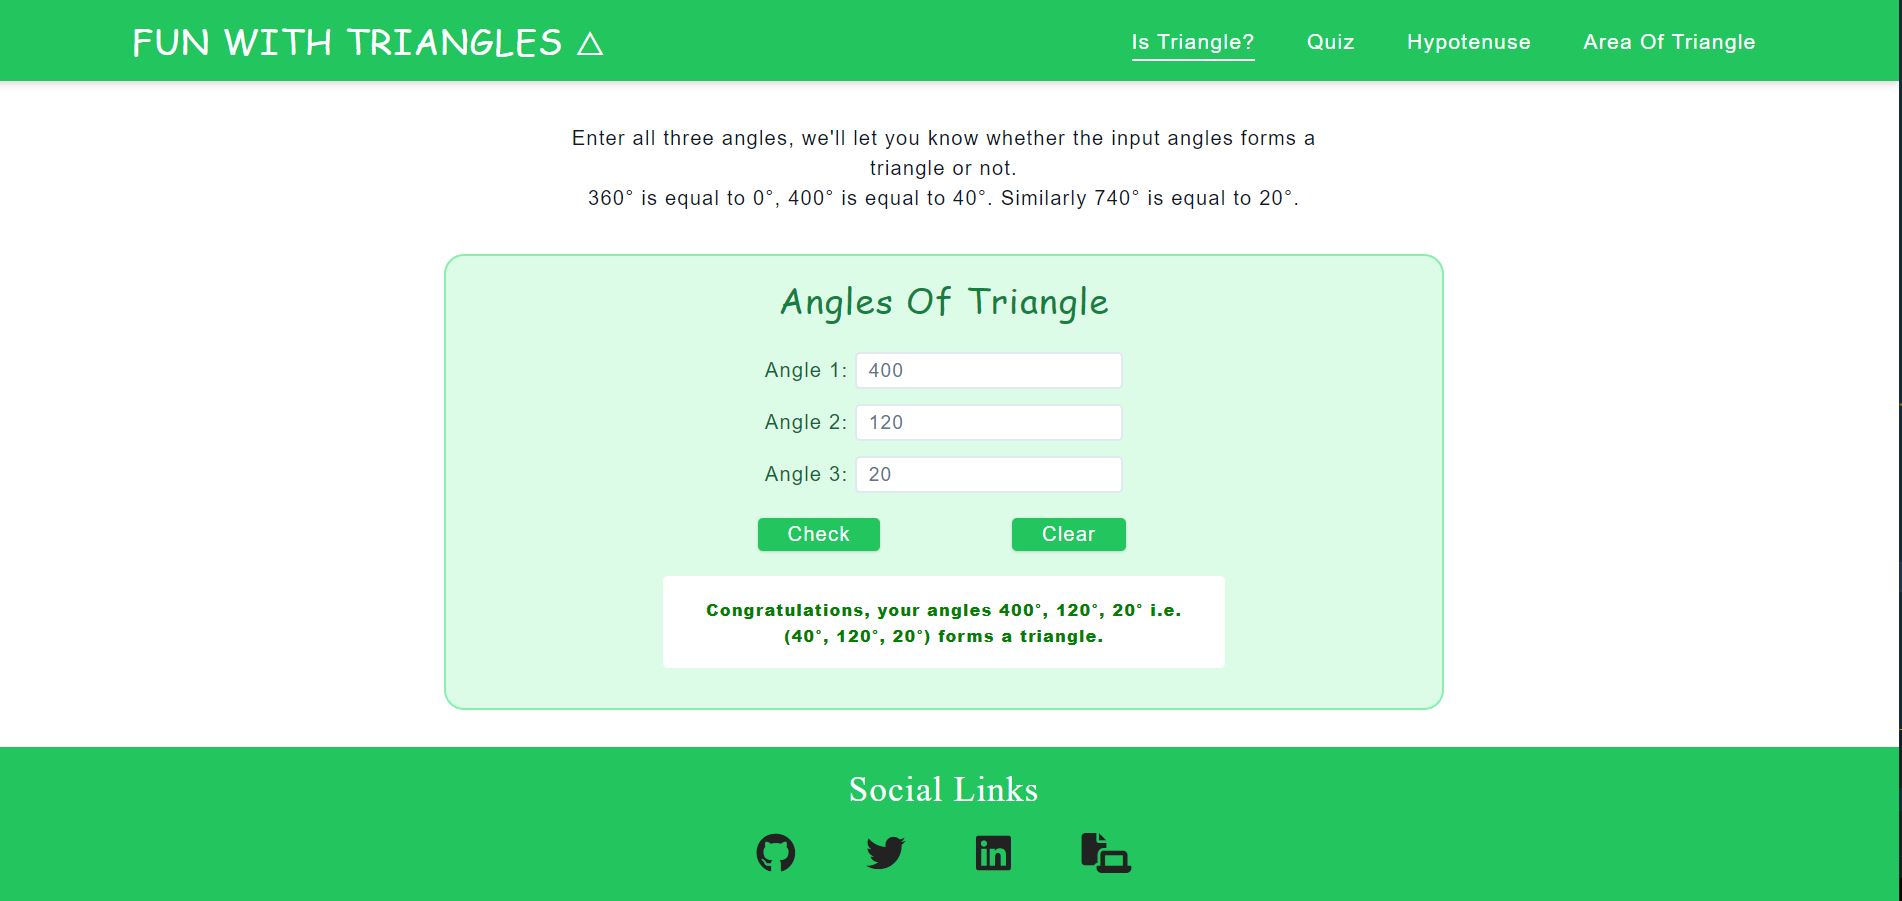 FUN WITH TRIANGLES △
Is Triangle? Quiz Hypotenuse Area Of Triangle
Enter all three angles, we'll let you know whether the input angles forms a
triangle or not.
360° is equal to 0°, 400° is equal to 40°. Similarly 740° is equal to 20°.
Angles Of Triangle
Angle 1: 400
Angle 2: 120
Angle 3: 20
Check Clear
Congratulations, your angles 400°, 120°, 20° i.e.
(40°, 120°, 20°) forms a triangle.
Social Links
in